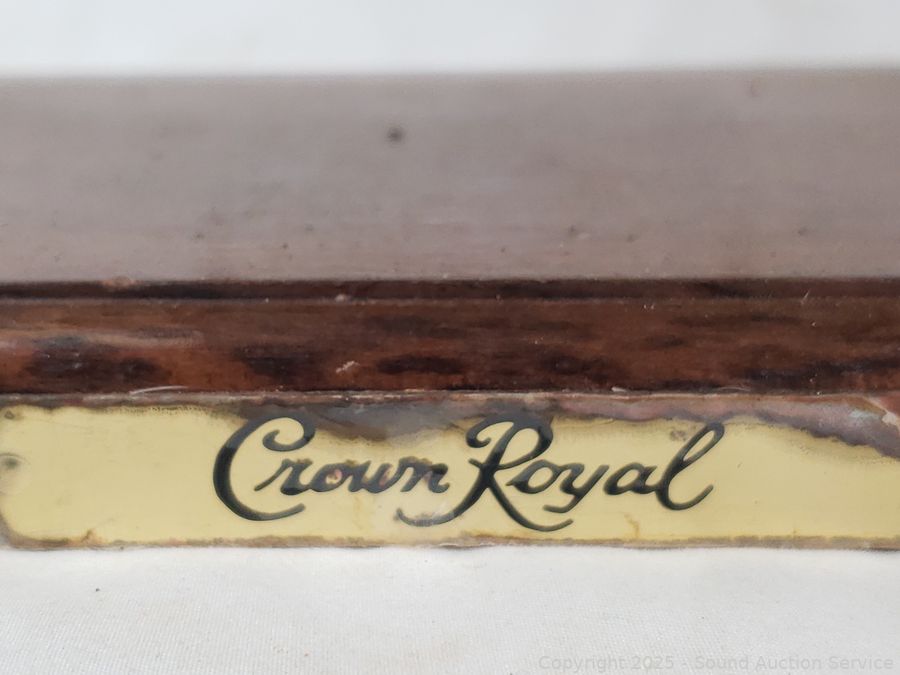 Crown Royal
Copyright 2025 - Sound Auction Service